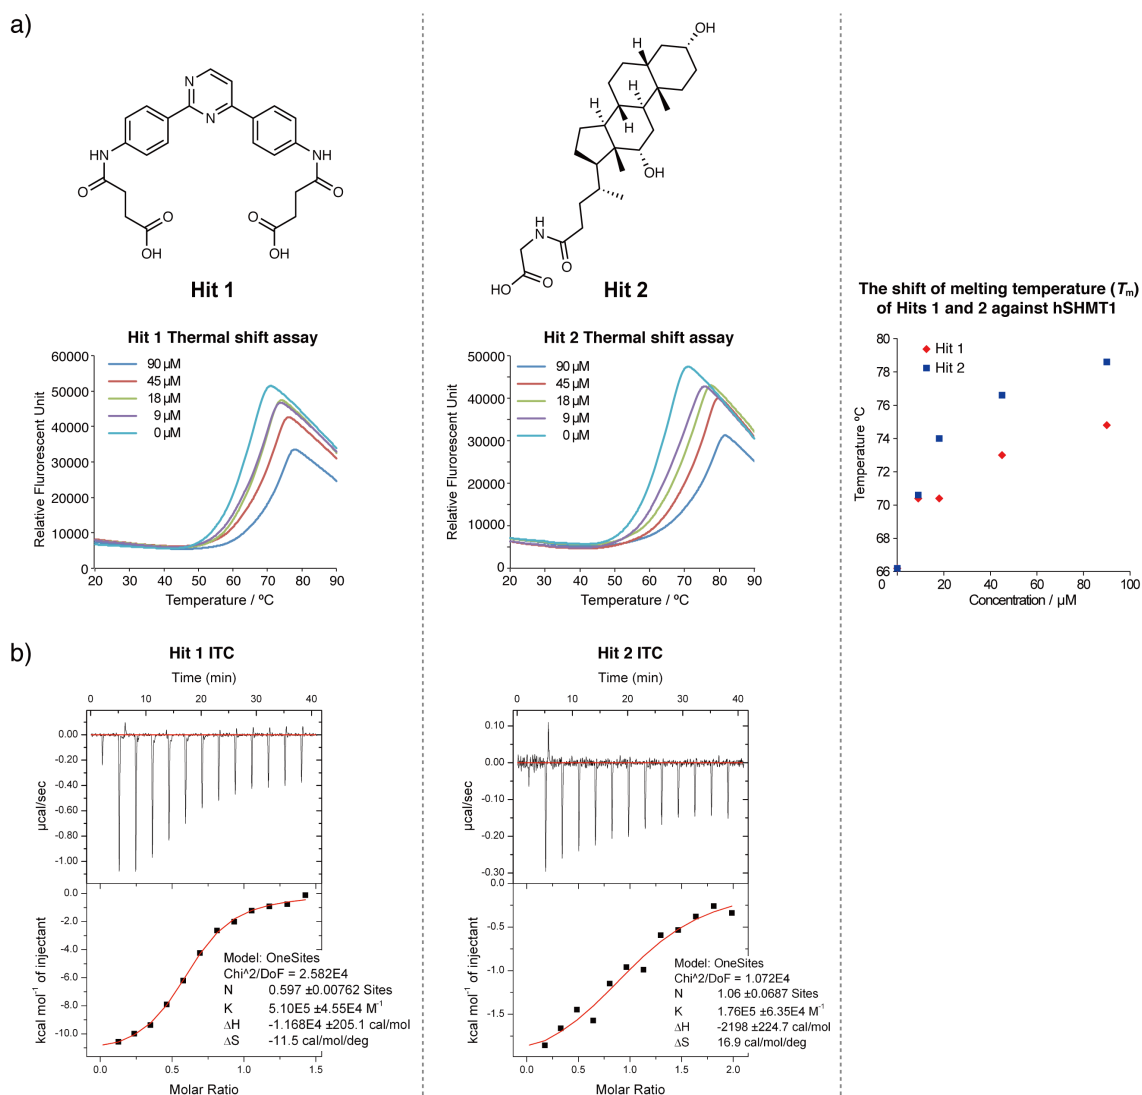 a)
N
N
HN
NH
O
O
O
O
OH
OH
Hit 1
OH
H
H
H
H
OH
H
N
O
O
HO
Hit 2
Hit 1 Thermal shift assay
60000
50000
40000
30000
20000
10000
0
90 µM
45 µM
18 µM
9 µM
0 µM
20 30 40 50 60 70 80 90
Relative Flurorescent Unit
Temperature / ºC
Hit 2 Thermal shift assay
50000
40000
30000
20000
10000
0
90 µM
45 µM
18 µM
9 µM
0 µM
20 30 40 50 60 70 80 90
Relative Flurorescent Unit
Temperature / ºC
The shift of melting temperature (Tm)
of Hits 1 and 2 against hSHMT1
80
78
76
74
72
70
68
66
Hit 1
Hit 2
0 20 40 60 80 100
Temperature ºC
Concentration / µM
b)
Hit 1 ITC
Time (min)
0 10 20 30 40
0.00
-0.20
-0.40
-0.60
-0.80
-1.00
µcal/sec
0.0
-2.0
-4.0
-6.0
-8.0
-10.0
kcal mol-1 of injectant
Model: OneSites
Chi^2/DoF = 2.582E4
N 0.597 ±0.00762 Sites
K 5.10E5 ±4.55E4 M-1
ΔH -1.168E4 ±205.1 cal/mol
ΔS -11.5 cal/mol/deg
0.0 0.5 1.0 1.5
Molar Ratio
Hit 2 ITC
Time (min)
0 10 20 30 40
0.10
0.00
-0.10
-0.20
-0.30
µcal/sec
0.0
-0.5
-1.0
-1.5
-2.0
kcal mol-1 of injectant
Model: OneSites
Chi^2/DoF = 1.072E4
N 1.06 ±0.0687 Sites
K 1.76E5 ±6.35E4 M-1
ΔH -2198 ±224.7 cal/mol
ΔS 16.9 cal/mol/deg
0.0 0.5 1.0 1.5 2.0
Molar Ratio